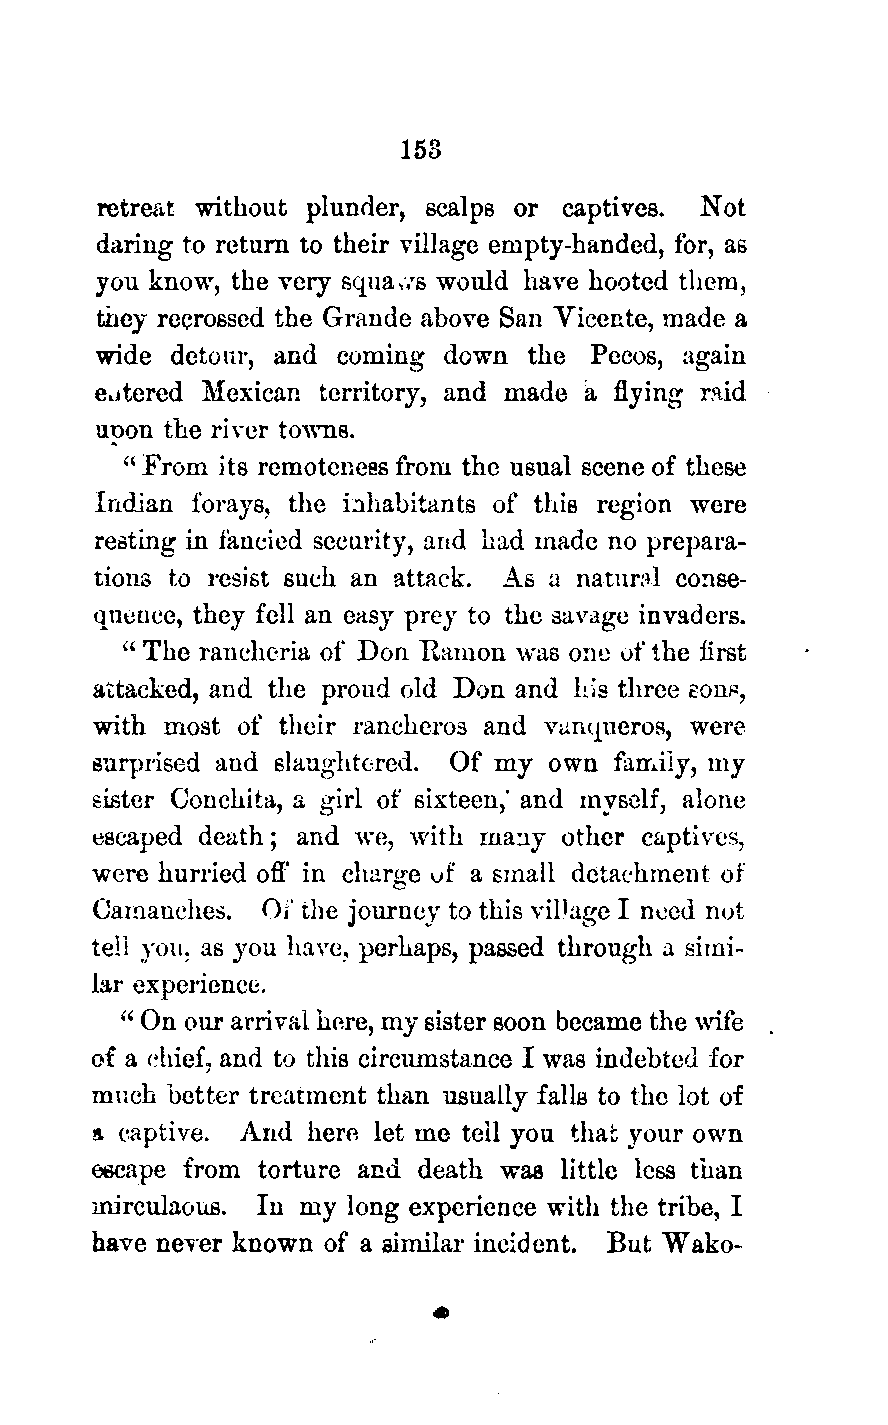 153
retreat without plunder, scalps or captives. Not
daring to return to their village empty-handed, for, as
you know, the very squaws would have hooted them,
they recrossed the Grande above San Vicente, made a
wide detour, and coming down the Pecos, again
entered Mexican territory, and made a flying raid
upon the river towns.
“From its remoteness from the usual scene of these
Indian forays, the inhabitants of this region were
resting in fancied security, and had made no prepara-
tions to resist such an attack. As a natural conse-
quence, they fell an easy prey to the savage invaders.
“The rancheria of Don Ramon was one of the first
attacked, and the proud old Don and his three sons,
with most of their rancheros and vanqueros, were
surprised and slaughtered. Of my own family, my
sister Conchita, a girl of sixteen, and myself, alone
escaped death; and we, with many other captives,
were hurried off in charge of a small detachment of
Camanches. Of the journey to this village I need not
tell you, as you have, perhaps, passed through a simi-
lar experience.
“On our arrival here, my sister soon became the wife
of a chief, and to this circumstance I was indebted for
much better treatment than usually falls to the lot of
a captive. And here let me tell you that your own
escape from torture and death was little less than
mirculaous. In my long experience with the tribe, I
have never known of a similar incident. But Wako-